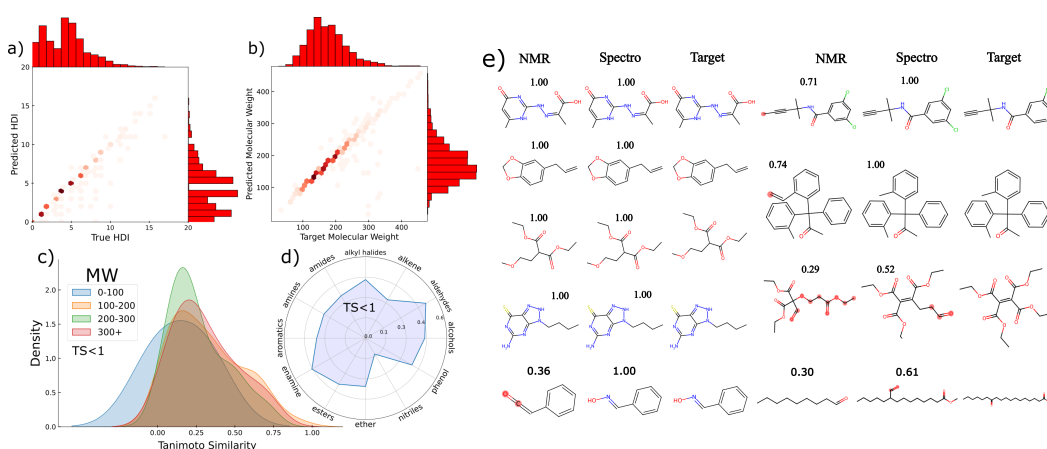 a)
20
15
10
5
0
0
5
10
15
20
Predicted HDI
True HDI
b)
400
300
200
100
100
200
300
400
Predicted Molecular Weight
Target Molecular Weight
c)
MW
0-100
100-200
200-300
300+
TS<1
2.0
1.5
1.0
0.5
0.0
0.00
0.25
0.50
0.75
1.00
Density
Tanimoto Similarity
d)
TS<1
alkyl halides
alkene
aldehydes
alcohols
phenol
nitriles
ether
esters
enamine
aromatics
amines
amides
0.0
0.1
0.3
0.4
0.6
e)
NMR Spectro Target NMR Spectro Target
1.00 1.00 0.71 1.00
1.00 1.00 0.74 1.00
1.00 1.00 0.29 0.52
1.00 1.00
0.36 1.00 0.30 0.61